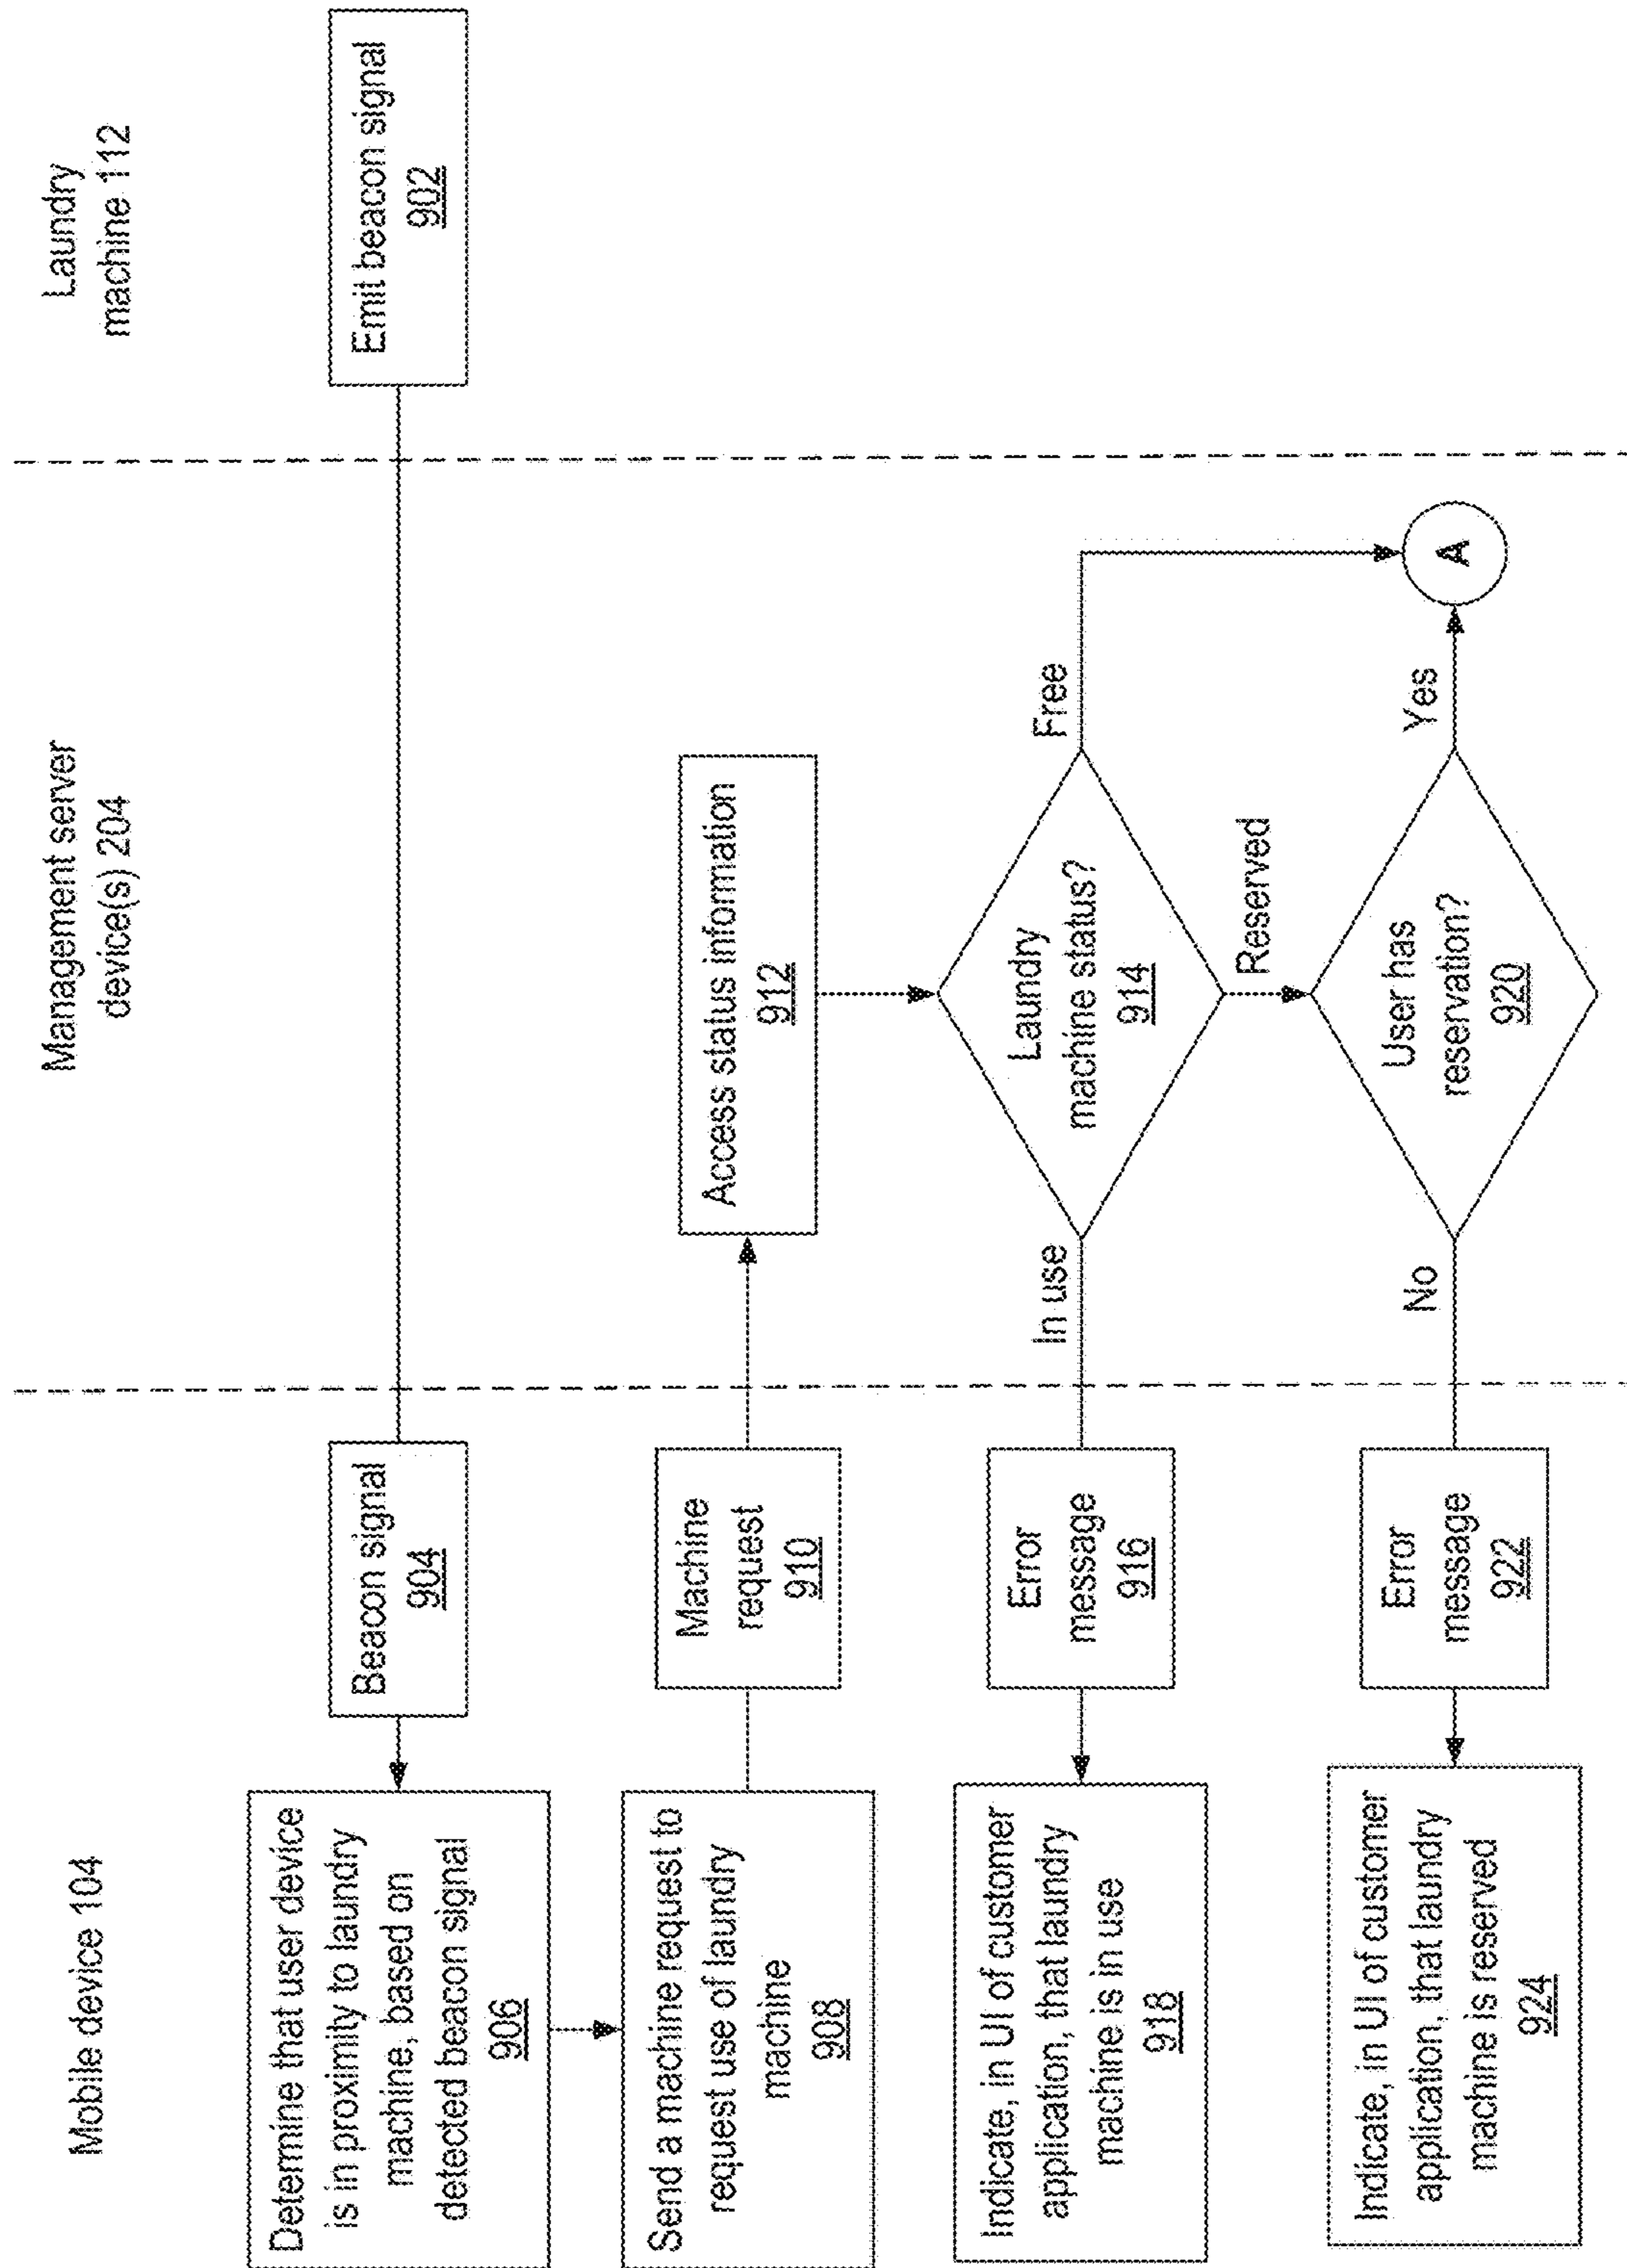 Mobile device 104
Management server
device(s) 204
Laundry
machine 112
Emit beacon signal
902
Beacon signal
904
Determine that user device
is in proximity to laundry
machine, based on
detected beacon signal
906
Send a machine request to
request use of laundry
machine
908
Machine
request
910
Access status information
912
Laundry
machine status?
914
Free
In use
Reserved
Error
message
916
Indicate, in UI of customer
application, that laundry
machine is in use
918
User has
reservation?
920
Yes
A
No
Error
message
922
Indicate, in UI of customer
application, that laundry
machine is reserved
924